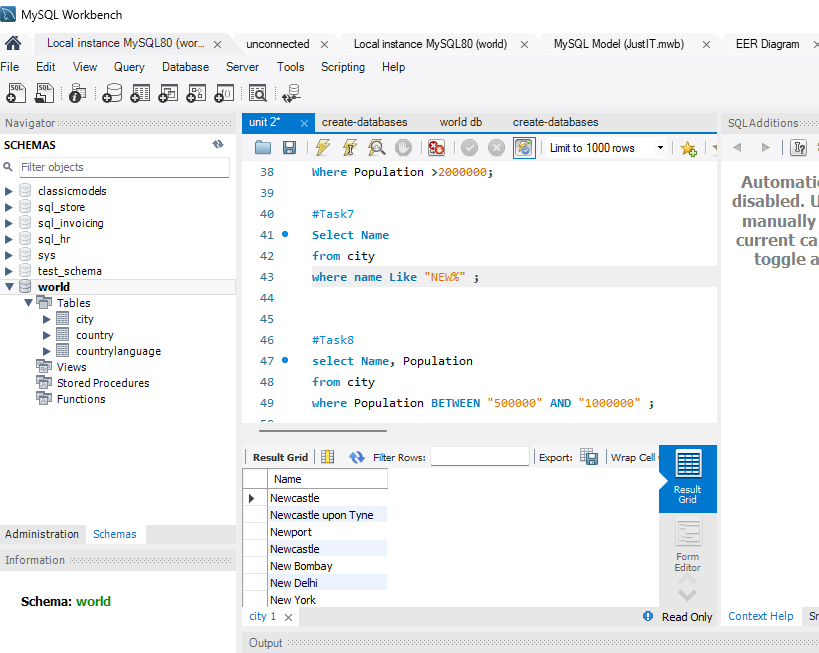 MySQL Workbench
Local instance MySQL80 (wor...
unconnected
Local instance MySQL80 (world)
MySQL Model (JustIT.mwb)
EER Diagram
File Edit View Query Database Server Tools Scripting Help
Navigator
SCHEMAS
Filter objects
classicmodels
sql_store
sql_invoicing
sql_hr
sys
test_schema
world
Tables
city
country
countrylanguage
Views
Stored Procedures
Functions
Administration Schemas
Information
Schema: world
unit 2* create-databases world db create-databases
Limit to 1000 rows
38 Where Population >2000000;
39
40 #Task7
41 Select Name
42 from city
43 where name Like "NEW%" ;
44
45
46 #Task8
47 select Name, Population
48 from city
49 where Population BETWEEN "500000" AND "1000000" ;
Result Grid Filter Rows: Export: Wrap Cell
Name
Newcastle
Newcastle upon Tyne
Newport
Newcastle
New Bombay
New Delhi
New York
Result
Grid
Form
Editor
city 1
Read Only
Output
SQLAdditions
Automatic
disabled. U
manually
current ca
toggle a
Context Help Sn